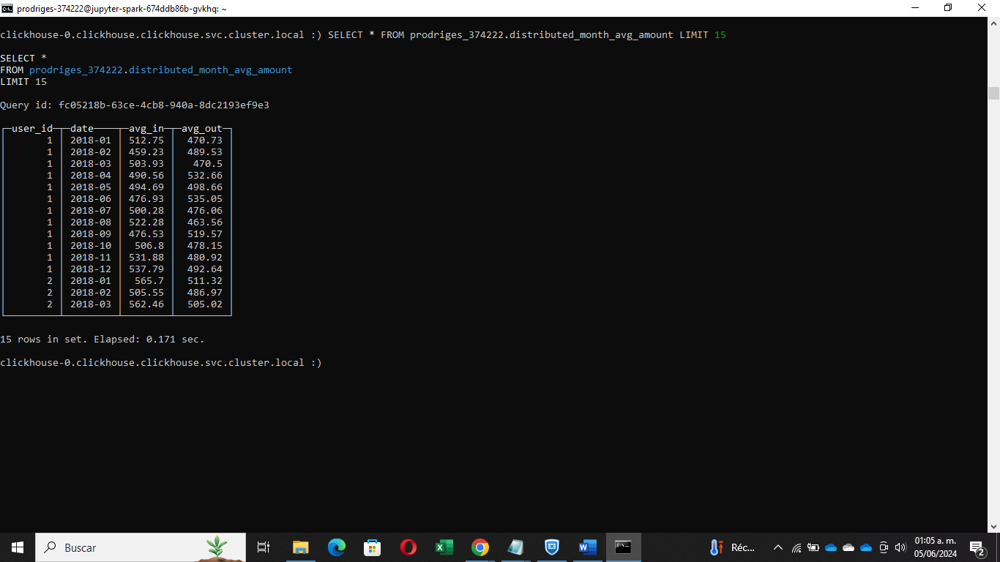 prodriges-374222@jupyter-spark-674ddb86b-gvkhq: ~
clickhouse-0.clickhouse.clickhouse.svc.cluster.local :) SELECT * FROM prodriges_374222.distributed_month_avg_amount LIMIT 15
SELECT *
FROM prodriges_374222.distributed_month_avg_amount
LIMIT 15
Query id: fc05218b-63ce-4cb8-940a-8dc2193ef9e3
user_id date avg_in avg_out
1 2018-01 512.75 470.73
1 2018-02 459.23 489.53
1 2018-03 503.93 470.5
1 2018-04 490.56 532.66
1 2018-05 494.69 498.66
1 2018-06 476.93 535.05
1 2018-07 500.28 476.06
1 2018-08 522.28 463.56
1 2018-09 476.53 519.57
1 2018-10 506.8 478.15
1 2018-11 531.88 480.92
1 2018-12 537.79 492.64
2 2018-01 565.7 511.32
2 2018-02 505.55 486.97
2 2018-03 562.46 505.02
15 rows in set. Elapsed: 0.171 sec.
clickhouse-0.clickhouse.clickhouse.svc.cluster.local :)
Buscar
Réc...
01:05 a. m.
05/06/2024
2